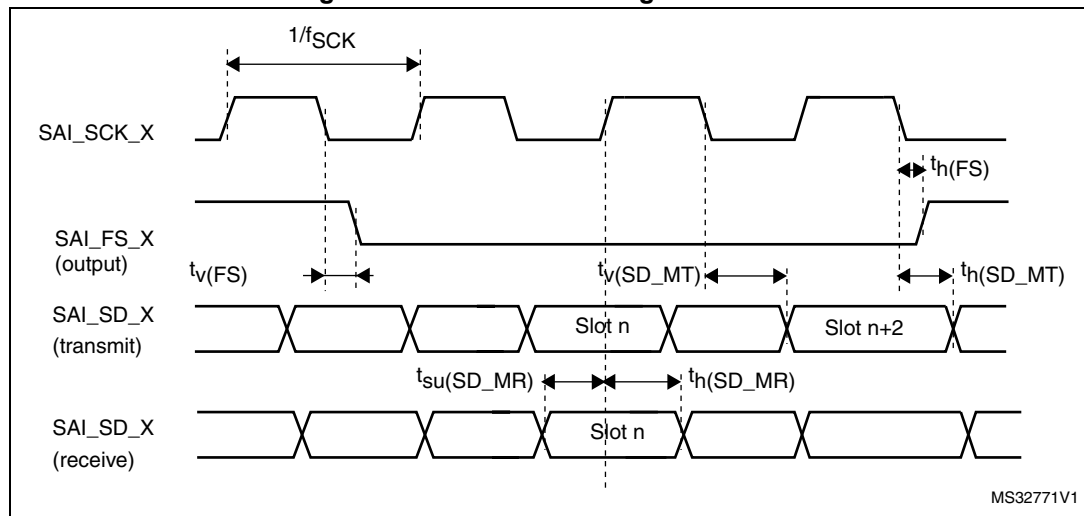 1/fSCK
SAI_SCK_X
th(FS)
SAI_FS_X
(output)
tv(FS)
tv(SD_MT)
th(SD_MT)
SAI_SD_X
(transmit)
Slot n
Slot n+2
tsu(SD_MR)
th(SD_MR)
SAI_SD_X
(receive)
Slot n
MS32771V1